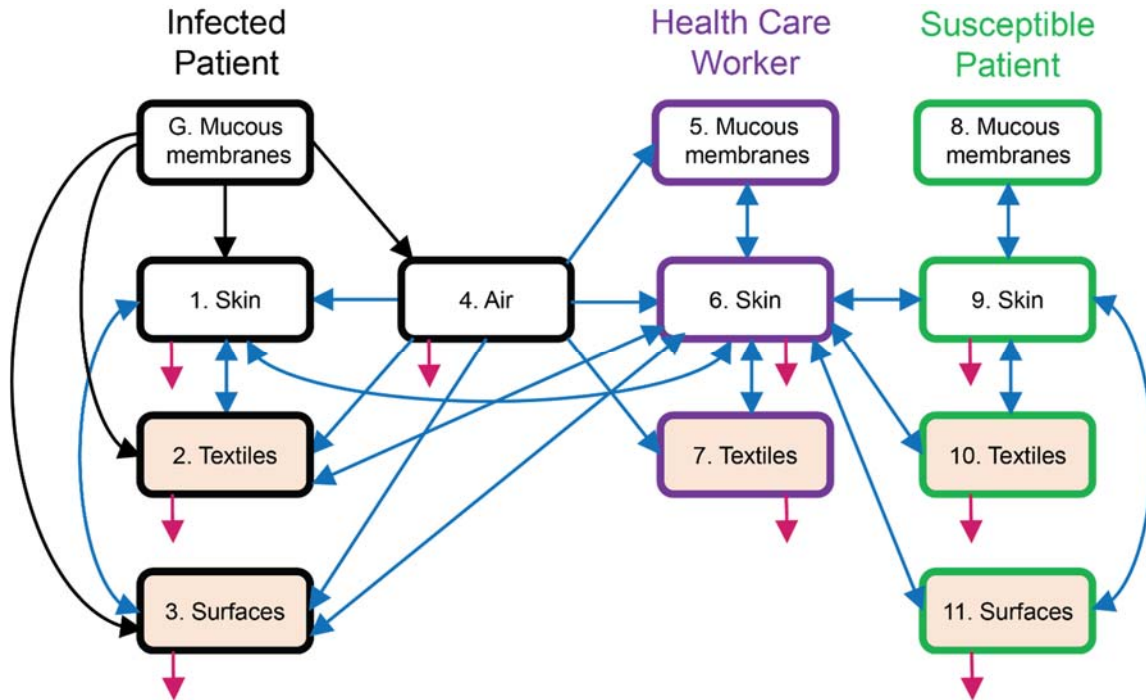 Infected
Patient
Health Care
Worker
Susceptible
Patient
G. Mucous
membranes
5. Mucous
membranes
8. Mucous
membranes
1. Skin
4. Air
6. Skin
9. Skin
2. Textiles
7. Textiles
10. Textiles
3. Surfaces
11. Surfaces